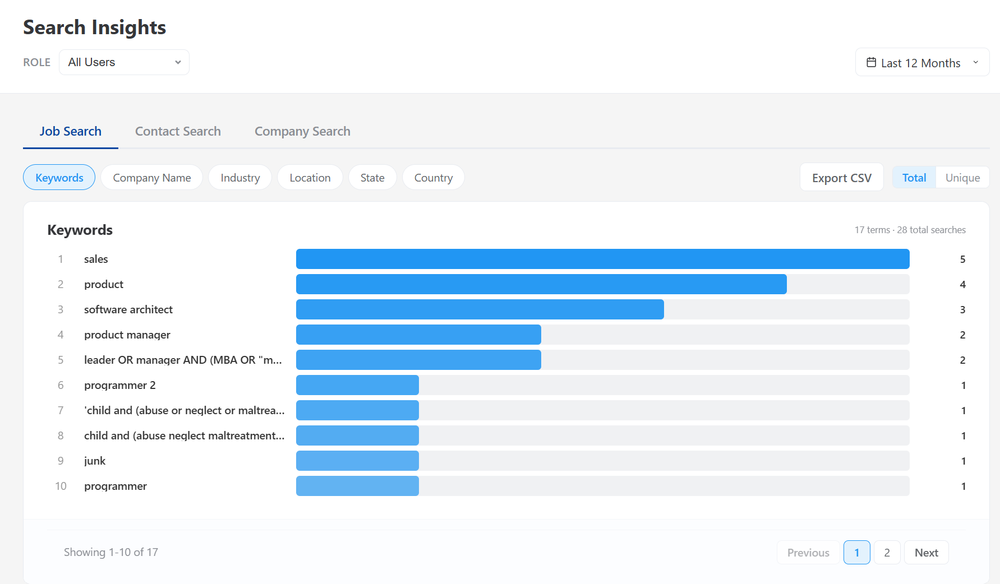 Search Insights
ROLE All Users Last 12 Months
Job Search Contact Search Company Search
Keywords Company Name Industry Location State Country Export CSV Total Unique
Keywords 17 terms · 28 total searches
1 sales 5
2 product 4
3 software architect 3
4 product manager 2
5 leader OR manager AND (MBA OR "m... 2
6 programmer 2 1
7 'child and (abuse or neglect or maltrea... 1
8 child and (abuse neglect maltreatment... 1
9 junk 1
10 programmer 1
Showing 1-10 of 17 Previous 1 2 Next